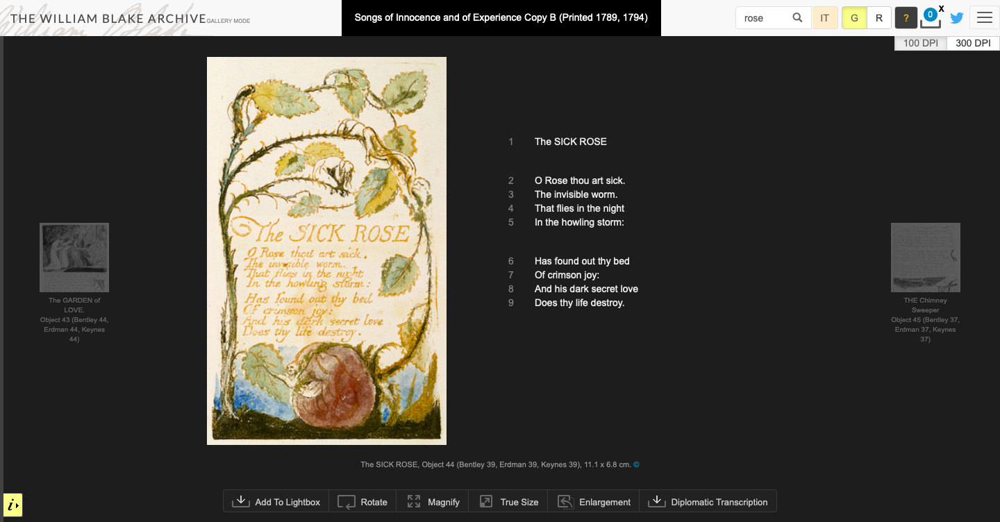 THE WILLIAM BLAKE ARCHIVE GALLERY MODE
Songs of Innocence and of Experience Copy B (Printed 1789, 1794)
rose
IT
G
R
?
0
X
100 DPI
300 DPI
The SICK ROSE
O Rose thou art sick.
The invisible worm.
That flies in the night
In the howling storm:
Has found out thy bed
Of crimson joy:
And his dark secret love
Does thy life destroy.
1 The SICK ROSE
2 O Rose thou art sick.
3 The invisible worm.
4 That flies in the night
5 In the howling storm:
6 Has found out thy bed
7 Of crimson joy:
8 And his dark secret love
9 Does thy life destroy.
The GARDEN of
LOVE.
Object 43 (Bentley 44,
Erdman 44, Keynes
44)
THE Chimney
Sweeper
Object 45 (Bentley 37,
Erdman 37, Keynes
37)
The SICK ROSE, Object 44 (Bentley 39, Erdman 39, Keynes 39), 11.1 x 6.8 cm. ©
i
Add To Lightbox
Rotate
Magnify
True Size
Enlargement
Diplomatic Transcription